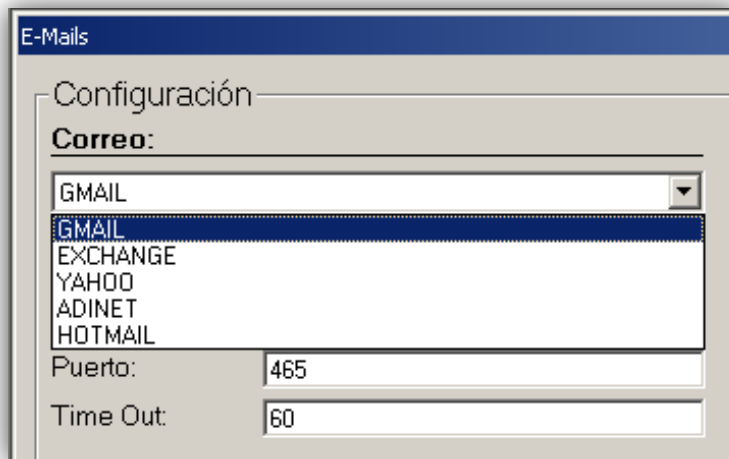 E-Mails
Configuración
Correo:
GMAIL
GMAIL
EXCHANGE
YAHOO
ADINET
HOTMAIL
Puerto: 465
Time Out: 60